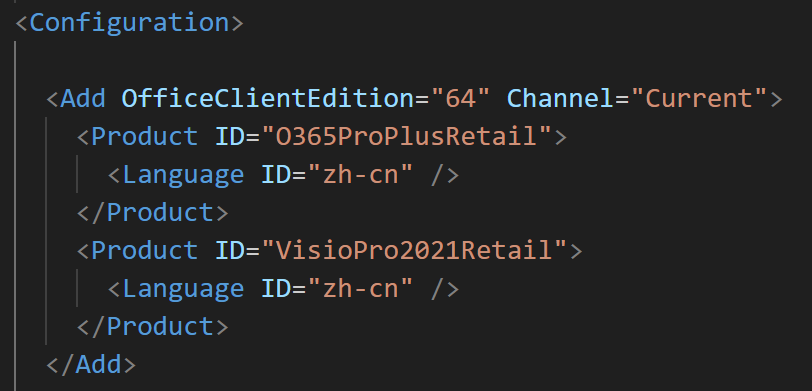 <Configuration>
<Add OfficeClientEdition="64" Channel="Current">
<Product ID="O365ProPlusRetail">
<Language ID="zh-cn" />
</Product>
<Product ID="VisioPro2021Retail">
<Language ID="zh-cn" />
</Product>
</Add>